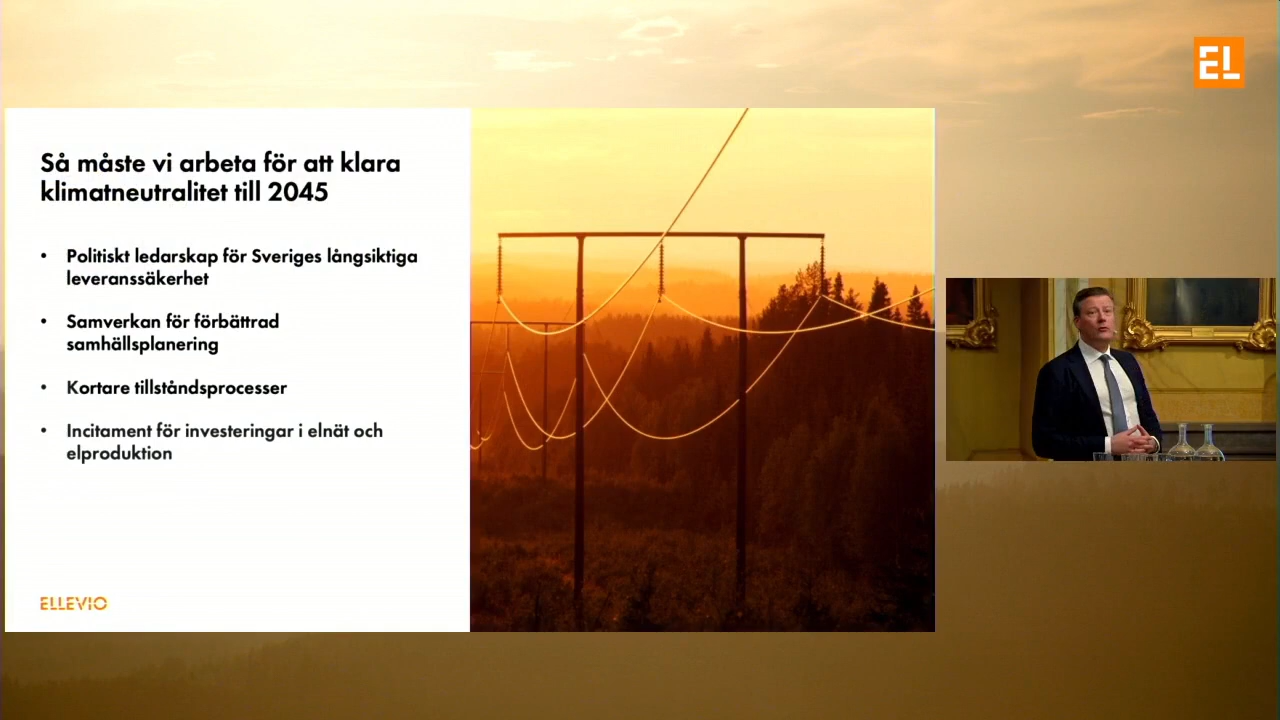 EL
Så måste vi arbeta för att klara
klimatneutralitet till 2045
• Politiskt ledarskap för Sveriges långsiktiga
leveranssäkerhet
• Samverkan för förbättrad
samhällsplanering
• Kortare tillståndsprocesser
• Incitament för investeringar i elnät och
elproduktion
ELLEVIO